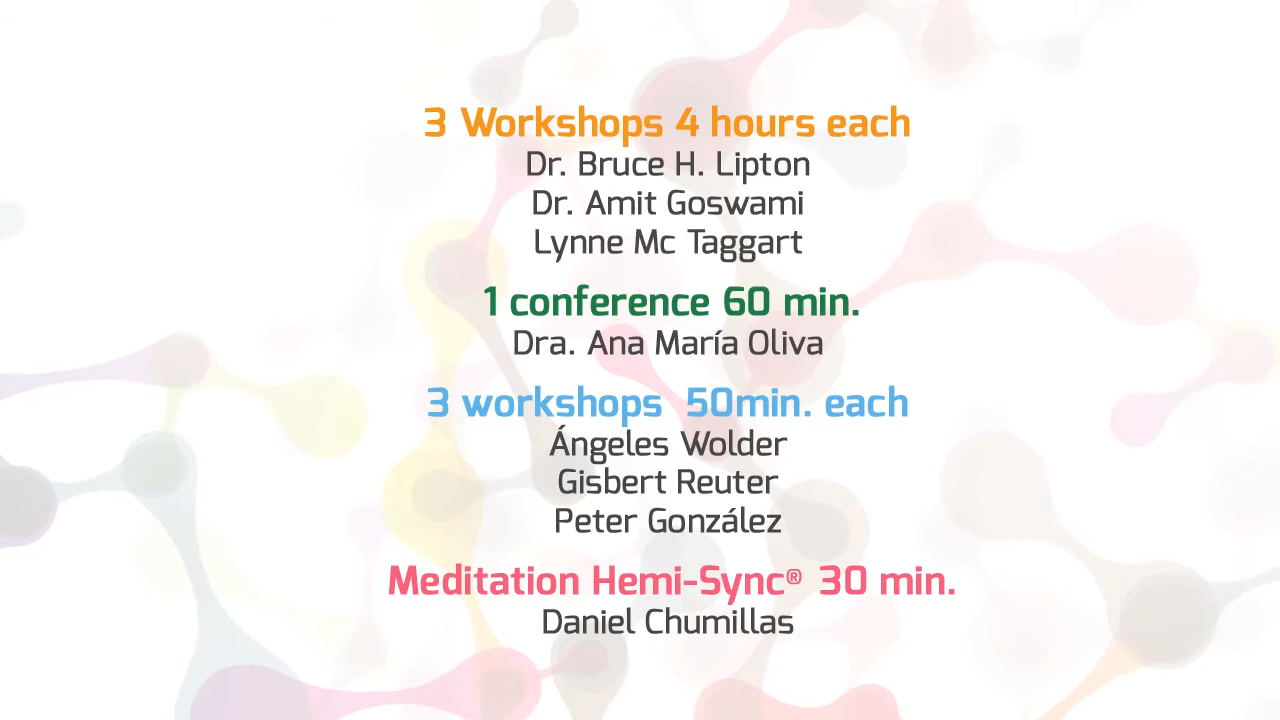 3 Workshops 4 hours each
Dr. Bruce H. Lipton
Dr. Amit Goswami
Lynne Mc Taggart
1 conference 60 min.
Dra. Ana María Oliva
3 workshops 50min. each
Ángeles Wolder
Gisbert Reuter
Peter González
Meditation Hemi-Sync® 30 min.
Daniel Chumillas